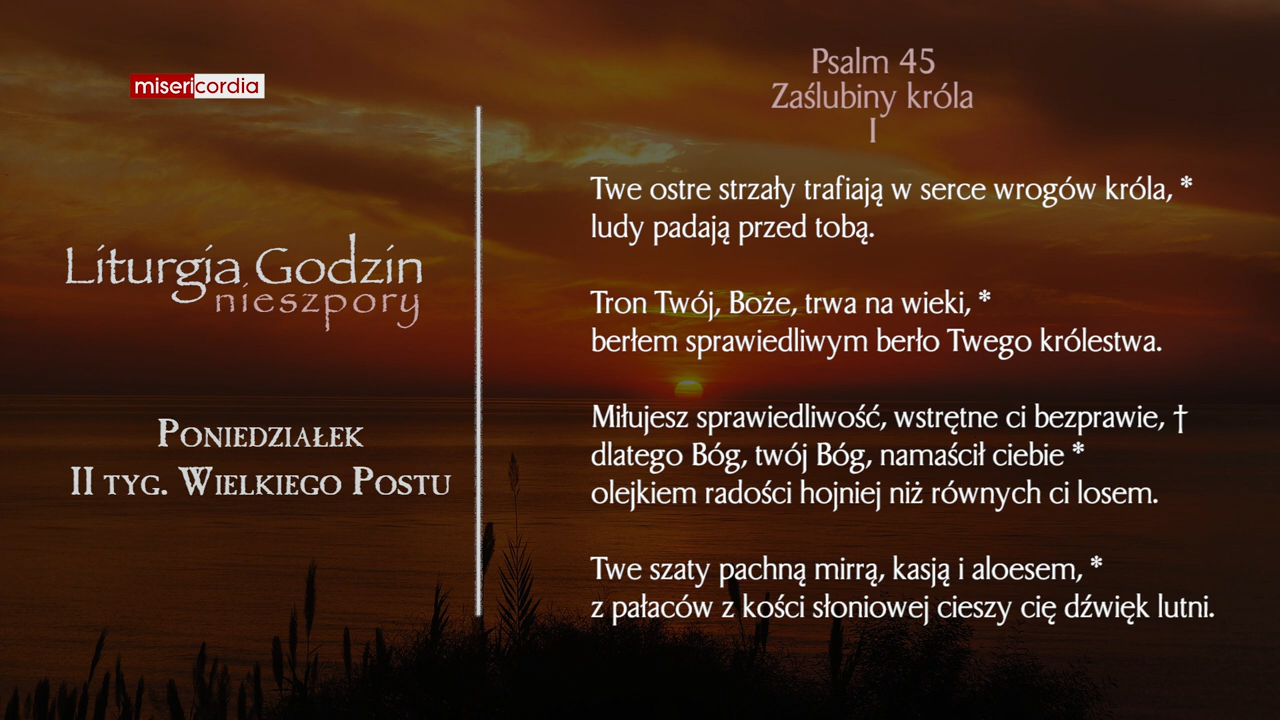 misericordia
Liturgia Godzin
nieszpory
Poniedziałek
II tyg. Wielkiego Postu
Psalm 45
Zaślubiny króla
I
Twe ostre strzały trafiają w serce wrogów króla, *
ludy padają przed tobą.
Tron Twój, Boże, trwa na wieki, *
berłem sprawiedliwym berło Twego królestwa.
Miłujesz sprawiedliwość, wstrętne ci bezprawie, †
dlatego Bóg, twój Bóg, namaścił ciebie *
olejkiem radości hojniej niż równych ci losem.
Twe szaty pachną mirrą, kasją i aloesem, *
z pałaców z kości słoniowej cieszy cię dźwięk lutni.